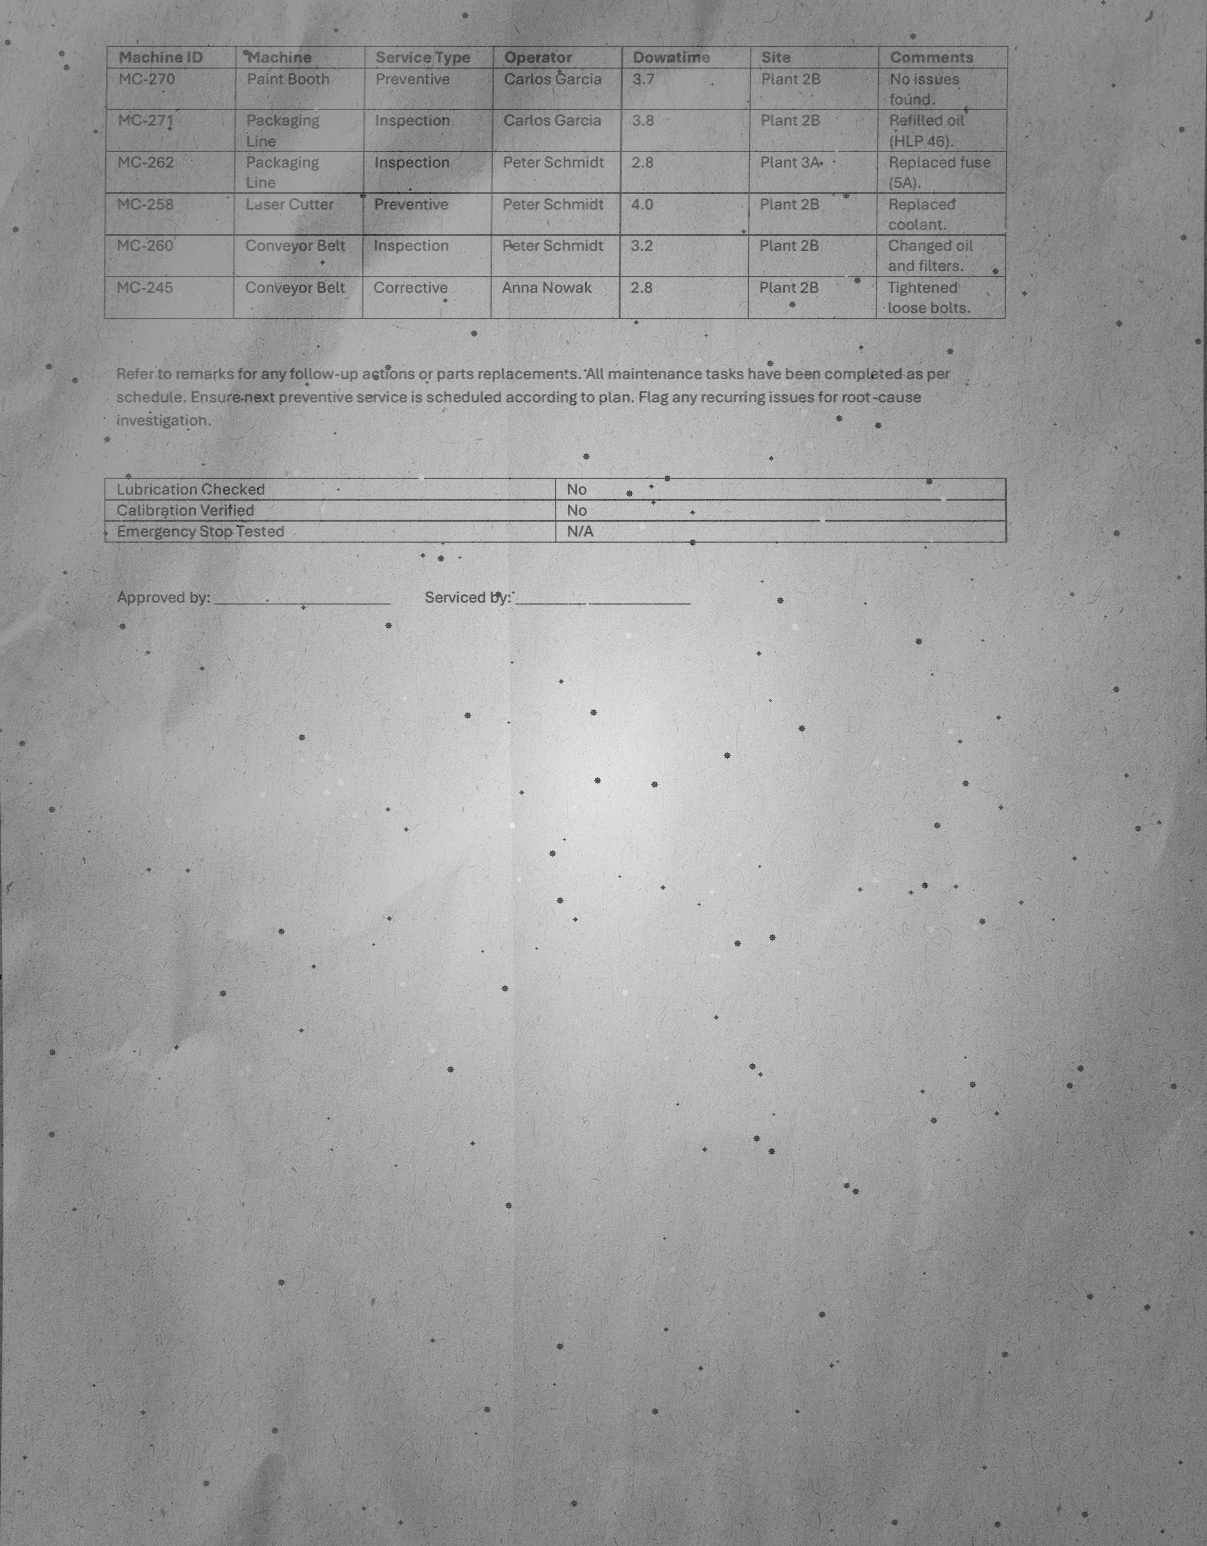 Machine ID Machine Service Type Operator Downtime Site Comments
MC-270 Paint Booth Preventive Carlos Garcia 3.7 Plant 2B No issues
found.
MC-271 Packaging Inspection Carlos Garcia 3.8 Plant 2B Refilled oil
Line (HLP 46).
MC-262 Packaging Inspection Peter Schmidt 2.8 Plant 3A Replaced fuse
Line (5A).
MC-258 Laser Cutter Preventive Peter Schmidt 4.0 Plant 2B Replaced
coolant.
MC-260 Conveyor Belt Inspection Peter Schmidt 3.2 Plant 2B Changed oil
and filters.
MC-245 Conveyor Belt Corrective Anna Nowak 2.8 Plant 2B Tightened
loose bolts.
Refer to remarks for any follow-up actions or parts replacements. All maintenance tasks have been completed as per
schedule. Ensure next preventive service is scheduled according to plan. Flag any recurring issues for root-cause
investigation.
Lubrication Checked No
Calibration Verified No
Emergency Stop Tested N/A
Approved by: ____________________ Serviced by: ____________________